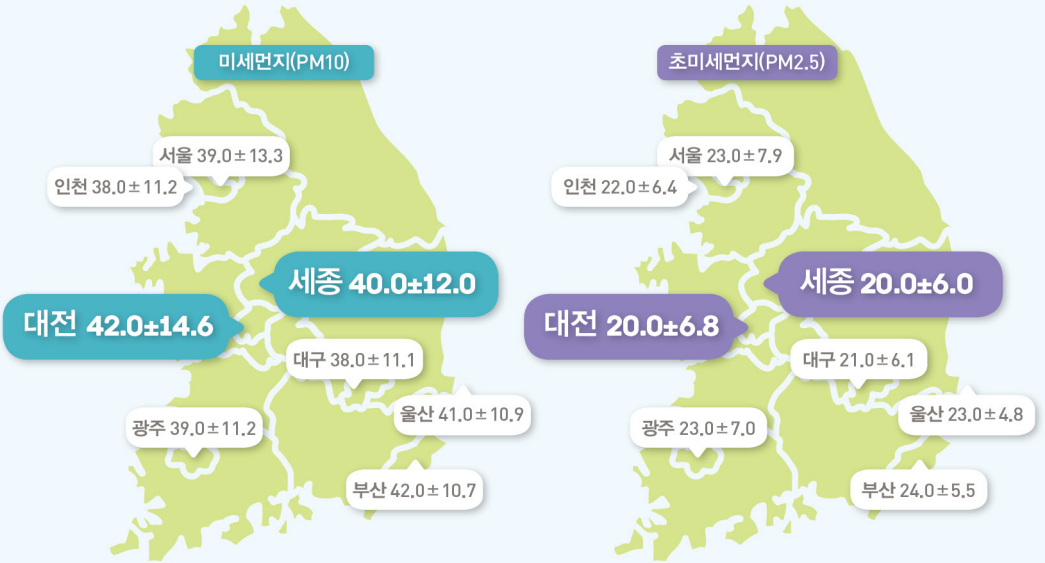 미세먼지(PM10)
서울 39.0±13.3
인천 38.0±11.2
세종 40.0±12.0
대전 42.0±14.6
대구 38.0±11.1
울산 41.0±10.9
광주 39.0±11.2
부산 42.0±10.7
초미세먼지(PM2.5)
서울 23.0±7.9
인천 22.0±6.4
세종 20.0±6.0
대전 20.0±6.8
대구 21.0±6.1
울산 23.0±4.8
광주 23.0±7.0
부산 24.0±5.5